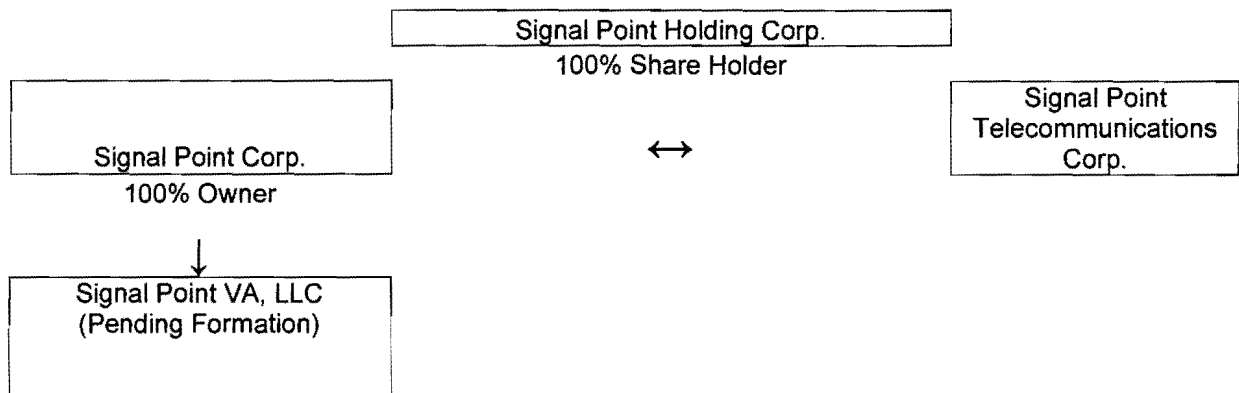 Signal Point Holding Corp.
100% Share Holder
Signal Point Corp.
100% Owner
↔
Signal Point
Telecommunications
Corp.
↓
Signal Point VA, LLC
(Pending Formation)